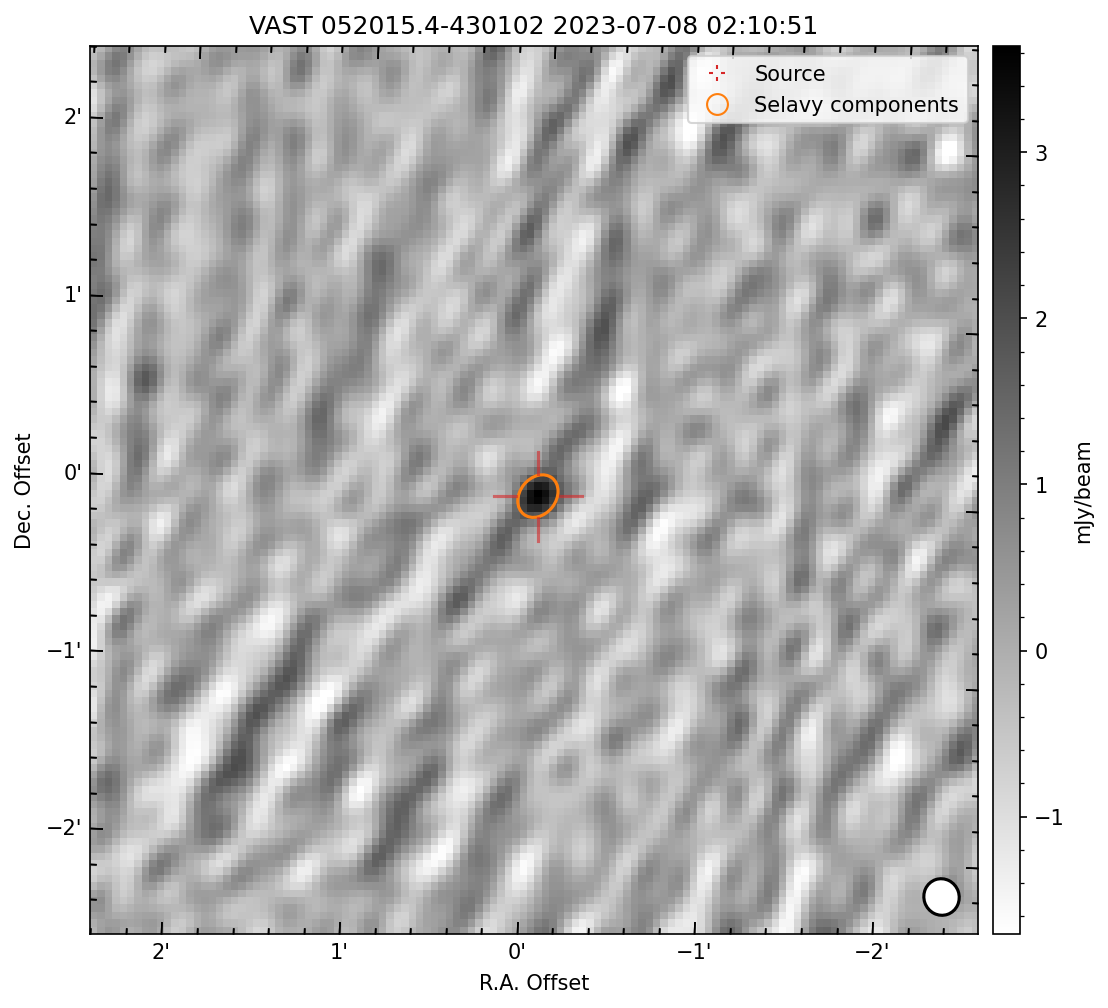 VAST 052015.4-430102 2023-07-08 02:10:51
Source
Selavy components
2'
1'
0'
−1'
−2'
Dec. Offset
2'
1'
0'
−1'
−2'
R.A. Offset
3
2
1
0
−1
mJy/beam